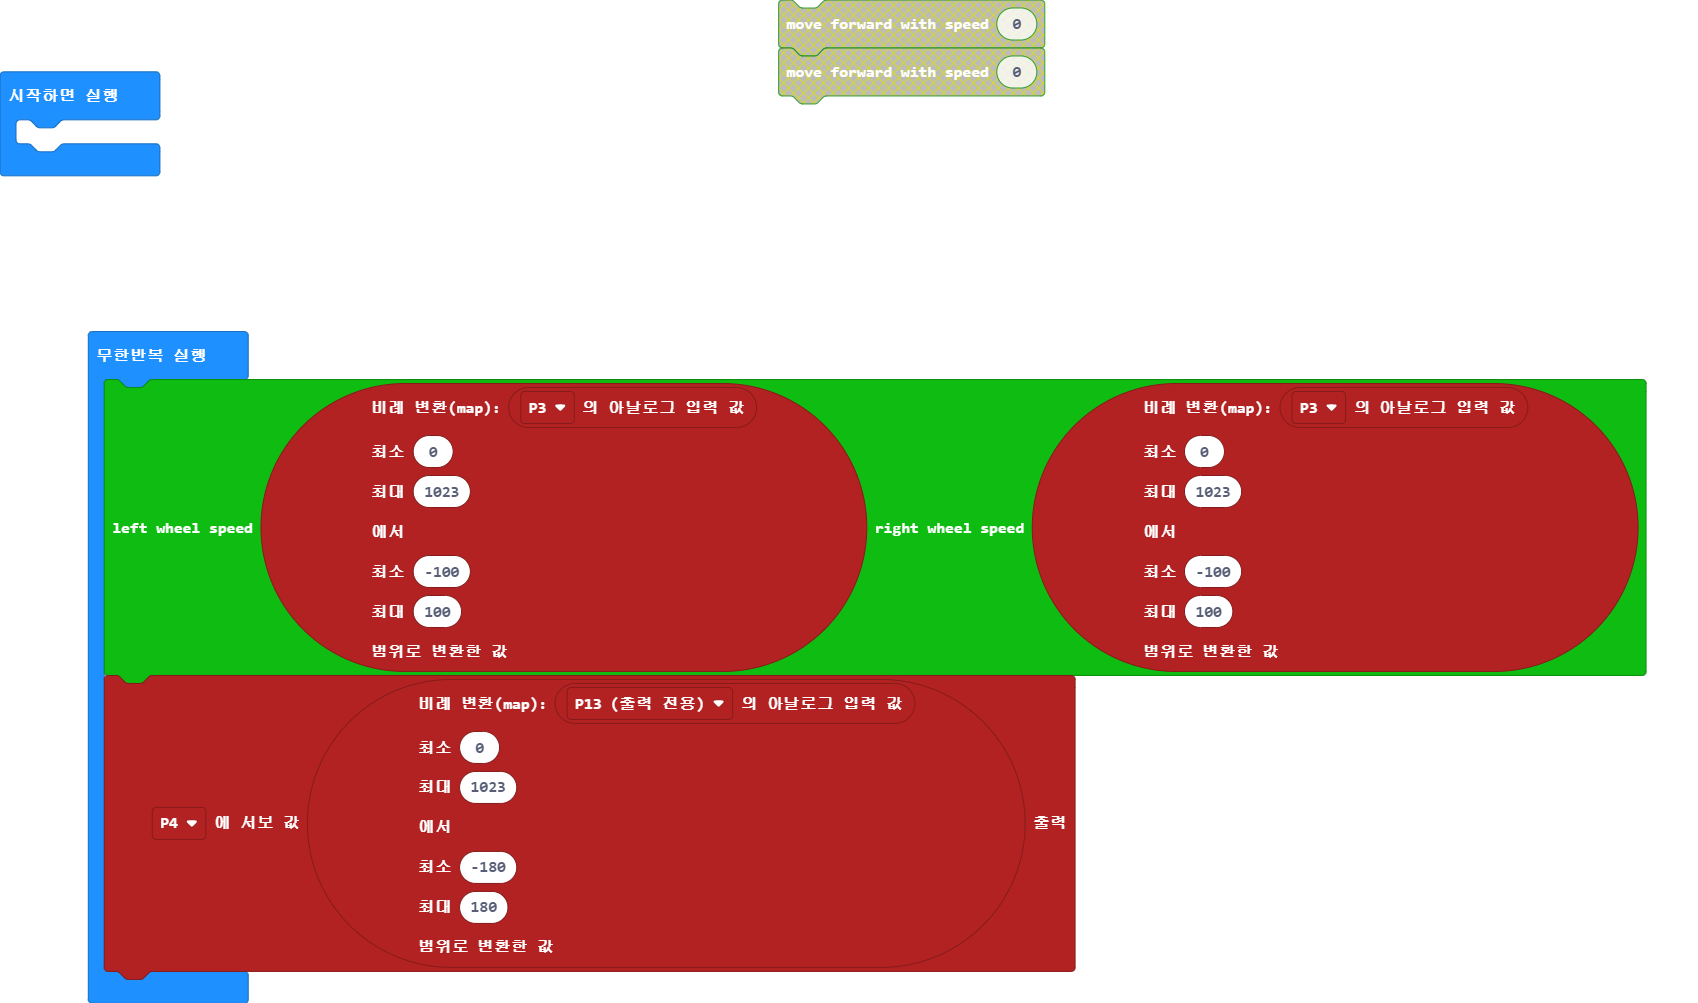 move forward with speed 0
move forward with speed 0
시작하면 실행
무한반복 실행
left wheel speed
비례 변환(map): P3 의 아날로그 입력 값
최소 0
최대 1023
에서
최소 -100
최대 100
범위로 변환한 값
right wheel speed
비례 변환(map): P3 의 아날로그 입력 값
최소 0
최대 1023
에서
최소 -100
최대 100
범위로 변환한 값
P4 에 서보 값
비례 변환(map): P13 (출력 전용) 의 아날로그 입력 값
최소 0
최대 1023
에서
최소 -180
최대 180
범위로 변환한 값
출력